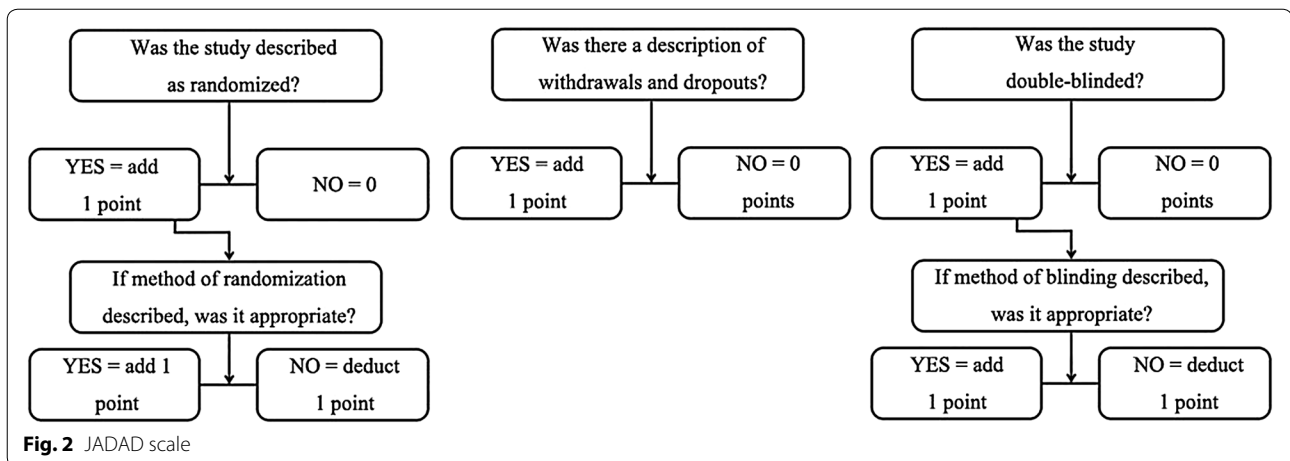 Was the study described
as randomized?
YES = add
1 point
NO = 0
If method of randomization
described, was it appropriate?
YES = add 1
point
NO = deduct
1 point
Was there a description of
withdrawals and dropouts?
YES = add
1 point
NO = 0
points
Was the study
double-blinded?
YES = add
1 point
NO = 0
points
If method of blinding described,
was it appropriate?
YES = add
1 point
NO = deduct
1 point
Fig. 2 JADAD scale